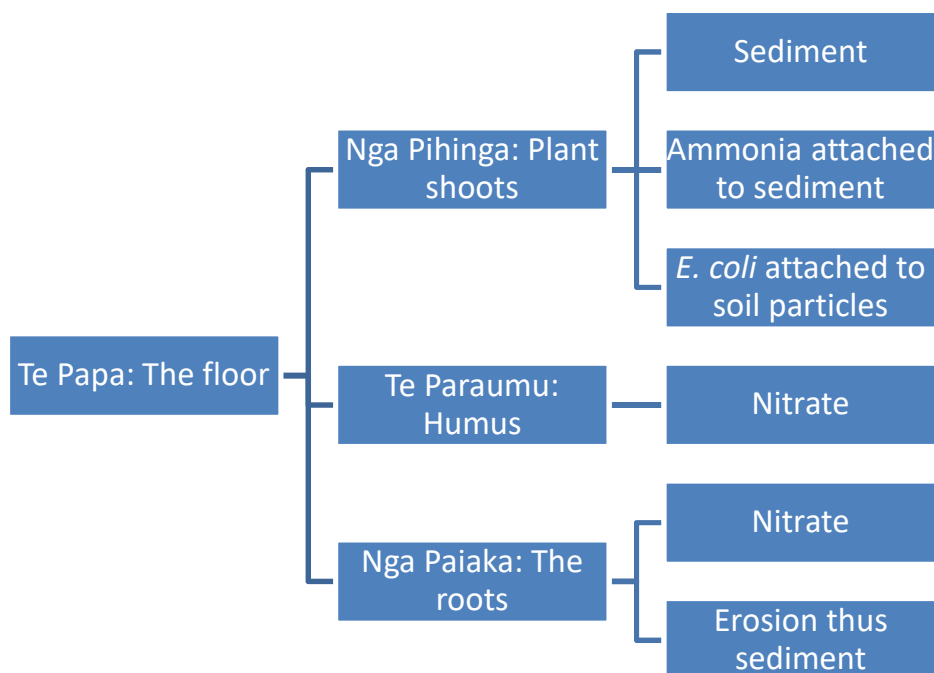 Sediment
Nga Pihinga: Plant
shoots
Ammonia attached
to sediment
E. coli attached to
soil particles
Te Papa: The floor
Te Paraumu:
Humus
Nitrate
Nga Paiaka: The
roots
Nitrate
Erosion thus
sediment